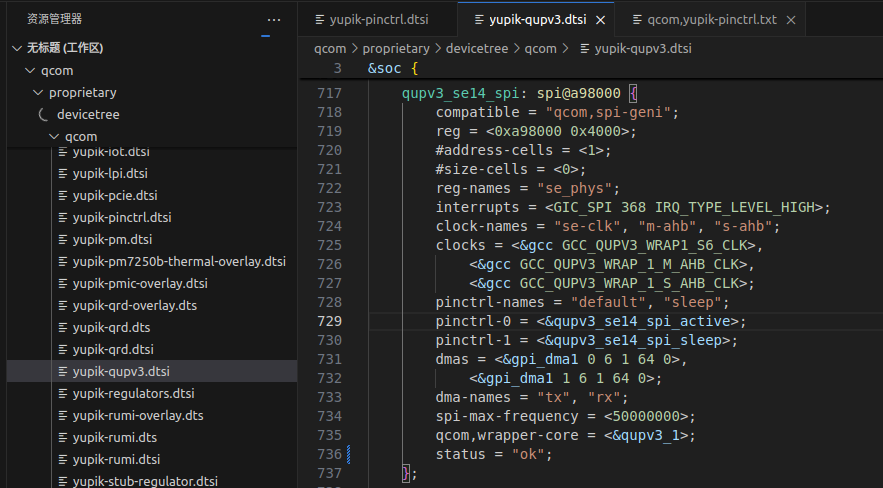 资源管理器
···
无标题 (工作区)
qcom
proprietary
devicetree
qcom
yupik-iot.dtsi
yupik-lpi.dtsi
yupik-pcie.dtsi
yupik-pinctrl.dtsi
yupik-pm.dtsi
yupik-pm7250b-thermal-overlay.dtsi
yupik-pmic-overlay.dtsi
yupik-qrd-overlay.dts
yupik-qrd.dts
yupik-qrd.dtsi
yupik-qupv3.dtsi
yupik-regulators.dtsi
yupik-rumi-overlay.dts
yupik-rumi.dts
yupik-rumi.dtsi
yupik-stub-regulator.dtsi
yupik-pinctrl.dtsi
yupik-qupv3.dtsi
qcom,yupik-pinctrl.txt
qcom > proprietary > devicetree > qcom > yupik-qupv3.dtsi
3 &soc {
717 qupv3_se14_spi: spi@a98000 {
718 compatible = "qcom,spi-geni";
719 reg = <0xa98000 0x4000>;
720 #address-cells = <1>;
721 #size-cells = <0>;
722 reg-names = "se_phys";
723 interrupts = <GIC_SPI 368 IRQ_TYPE_LEVEL_HIGH>;
724 clock-names = "se-clk", "m-ahb", "s-ahb";
725 clocks = <&gcc GCC_QUPV3_WRAP1_S6_CLK>,
726 <&gcc GCC_QUPV3_WRAP_1_M_AHB_CLK>,
727 <&gcc GCC_QUPV3_WRAP_1_S_AHB_CLK>;
728 pinctrl-names = "default", "sleep";
729 pinctrl-0 = <&qupv3_se14_spi_active>;
730 pinctrl-1 = <&qupv3_se14_spi_sleep>;
731 dmas = <&gpi_dma1 0 6 1 64 0>,
732 <&gpi_dma1 1 6 1 64 0>;
733 dma-names = "tx", "rx";
734 spi-max-frequency = <50000000>;
735 qcom,wrapper-core = <&qupv3_1>;
736 status = "ok";
737 };